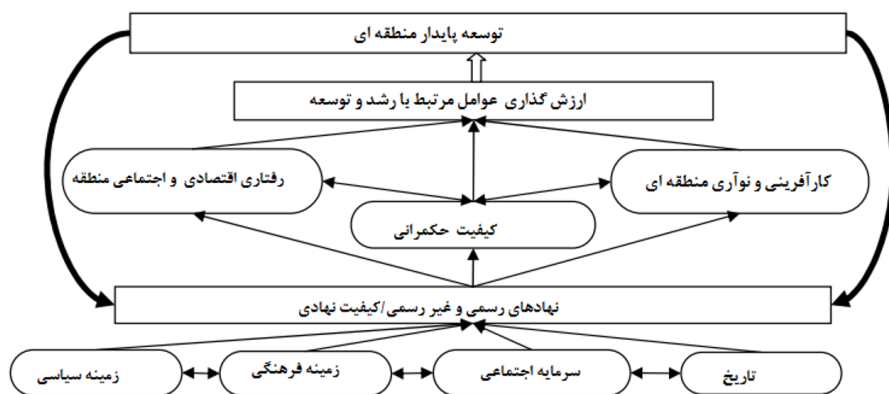 توسعه پایدار منطقه ای
ارزش گذاری عوامل مرتبط با رشد و توسعه
کارآفرینی و نوآری منطقه ای
رفتاری اقتصادی و اجتماعی منطقه
کیفیت حکمرانی
نهادهای رسمی و غیر رسمی/کیفیت نهادی
تاریخ
سرمایه اجتماعی
زمینه فرهنگی
زمینه سیاسی